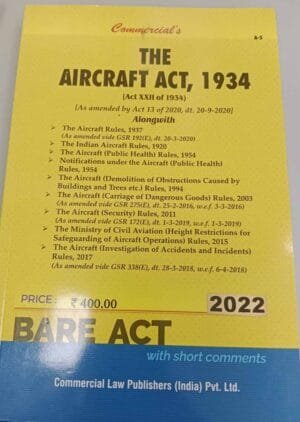 Commercial's
A-5
THE
AIRCRAFT ACT, 1934
(Act XXII of 1934)
[As amended by Act 13 of 2020, dt. 20-9-2020]
Alongwith
➤ The Aircraft Rules, 1937
(As amended vide GSR 192(E), dt. 20-3-2020)
➤ The Indian Aircraft Rules, 1920
➤ The Aircraft (Public Health) Rules, 1954
➤ Notifications under the Aircraft (Public Health)
Rules, 1954
➤ The Aircraft (Demolition of Obstructions Caused by
Buildings and Trees etc.) Rules, 1994
➤ The Aircraft (Carriage of Dangerous Goods) Rules, 2003
(As amended vide GSR 275(E), dt. 25-2-2016, w.e.f. 3-3-2016)
➤ The Aircraft (Security) Rules, 2011
(As amended vide GSR 172(E), dt. 1-3-2019, w.e.f. 1-3-2019)
➤ The Ministry of Civil Aviation (Height Restrictions for
Safeguarding of Aircraft Operations) Rules, 2015
➤ The Aircraft (Investigation of Accidents and Incidents)
Rules, 2017
(As amended vide GSR 338(E), dt. 28-3-2018, w.e.f. 6-4-2018)
PRICE: ₹ 400.00
2022
BARE ACT
with short comments
Commercial Law Publishers (India) Pvt. Ltd.